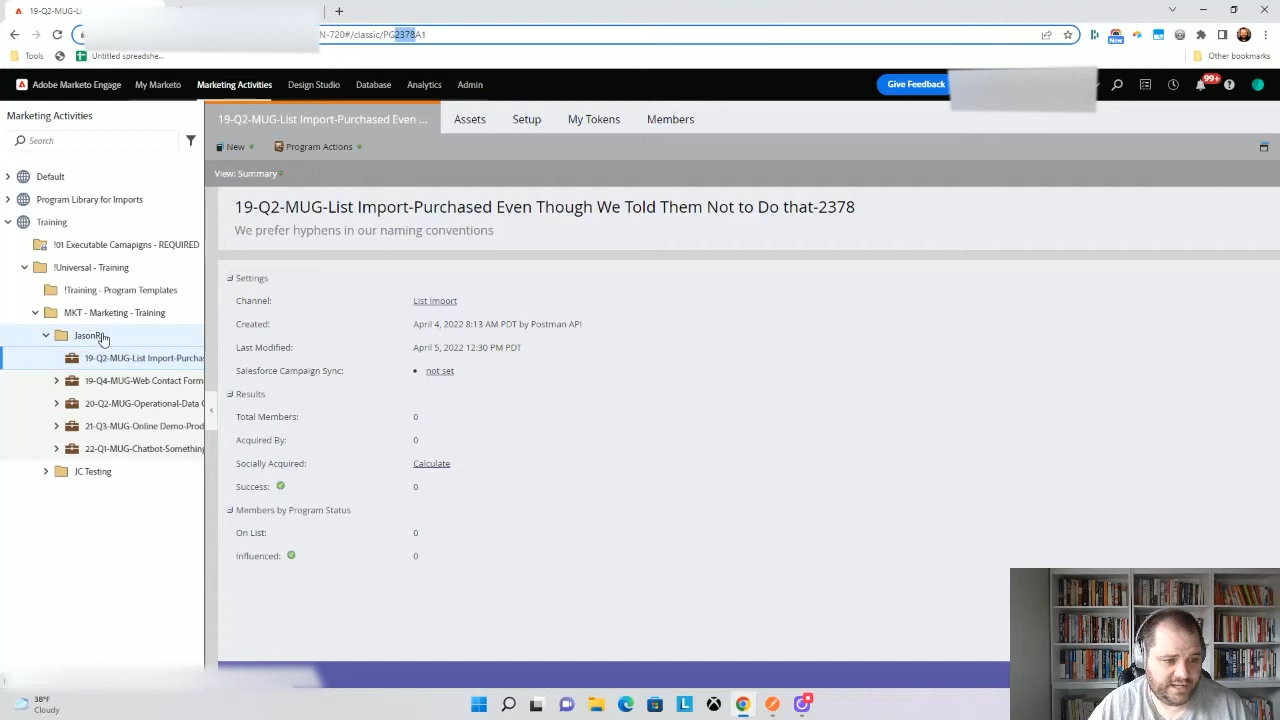 19-Q2-MUG-Li
N-720#/classic/PG2378A1
New
Tools
Untitled spreadshe...
Other bookmarks
Adobe Marketo Engage
My Marketo
Marketing Activities
Design Studio
Database
Analytics
Admin
Give Feedback
99+
Marketing Activities
19-Q2-MUG-List Import-Purchased Even ...
Assets
Setup
My Tokens
Members
Search
New
Program Actions
View: Summary
Default
Program Library for Imports
Training
!01 Executable Camapigns - REQUIRED
!Universal - Training
!Training - Program Templates
MKT - Marketing - Training
19-Q2-MUG-List Import-Purchas
19-Q4-MUG-Web Contact Form
20-Q2-MUG-Operational-Data
21-Q3-MUG-Online Demo-Prod
22-Q1-MUG-Chatbot-Something
JC Testing
19-Q2-MUG-List Import-Purchased Even Though We Told Them Not to Do that-2378
We prefer hyphens in our naming conventions
Settings
Channel: List Import
Created: April 4, 2022 8:13 AM PDT by Postman API
Last Modified: April 5, 2022 12:30 PM PDT
Salesforce Campaign Sync: • not set
Results
Total Members: 0
Acquired By: 0
Socially Acquired: Calculate
Success: 0
Members by Program Status
On List: 0
Influenced: 0
38°F
Cloudy